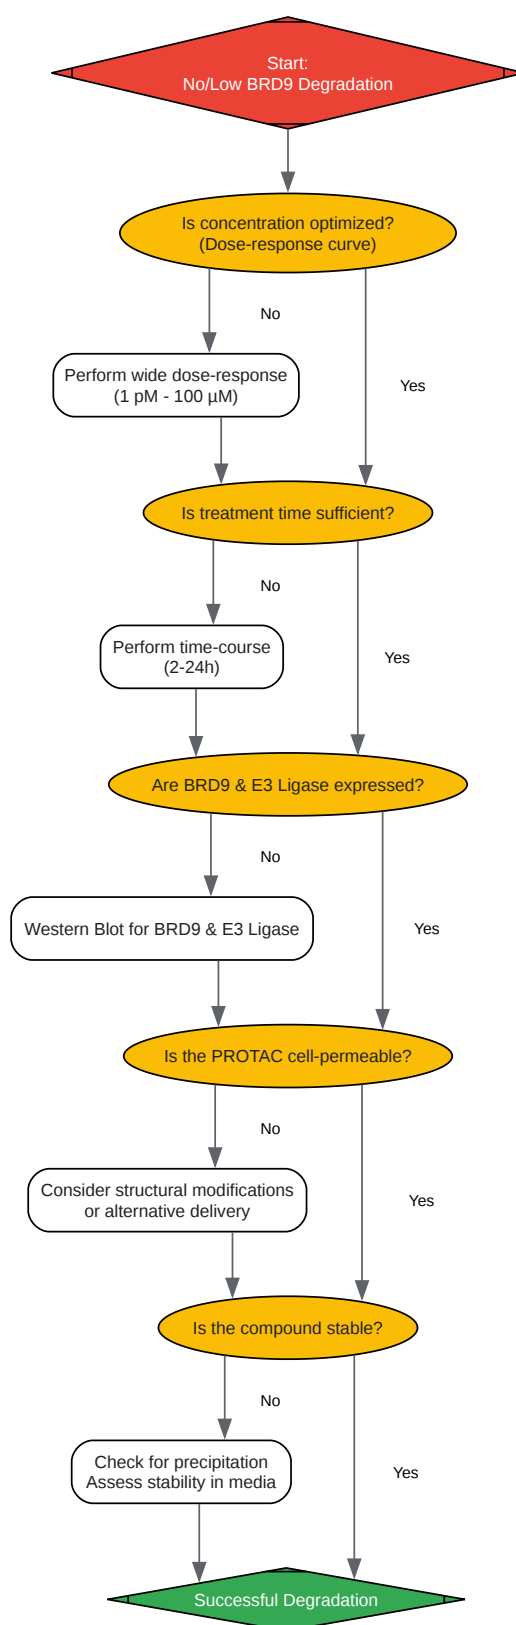 Start:
No/Low BRD9 Degradation
Is concentration optimized?
(Dose-response curve)
No
Perform wide dose-response
(1 pM - 100 µM)
Yes
Is treatment time sufficient?
No
Perform time-course
(2-24h)
Yes
Are BRD9 & E3 Ligase expressed?
No
Western Blot for BRD9 & E3 Ligase
Yes
Is the PROTAC cell-permeable?
No
Consider structural modifications
or alternative delivery
Yes
Is the compound stable?
No
Check for precipitation
Assess stability in media
Yes
Successful Degradation